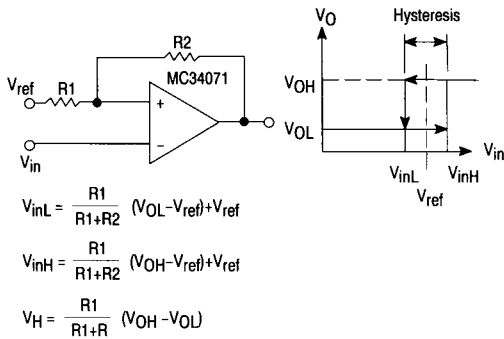 R2
MC34071
Vref R1
+
−
Vin
VO
Hysteresis
VOH
VOL
Vin
VinL VinH
Vref
VinL = R1/(R1+R2) (VOL−Vref)+Vref
VinH = R1/(R1+R2) (VOH−Vref)+Vref
VH = R1/(R1+R) (VOH −VOL)